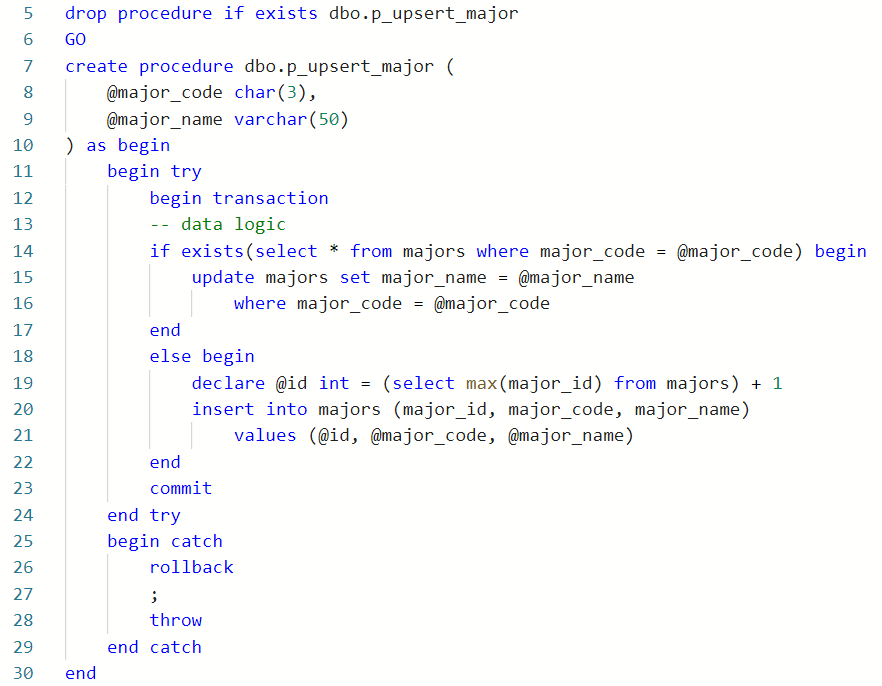 5 drop procedure if exists dbo.p_upsert_major
6 GO
7 create procedure dbo.p_upsert_major (
8     @major_code char(3),
9     @major_name varchar(50)
10 ) as begin
11     begin try
12         begin transaction
13         -- data logic
14         if exists(select * from majors where major_code = @major_code) begin
15             update majors set major_name = @major_name
16                 where major_code = @major_code
17         end
18         else begin
19             declare @id int = (select max(major_id) from majors) + 1
20             insert into majors (major_id, major_code, major_name)
21                 values (@id, @major_code, @major_name)
22         end
23         commit
24     end try
25     begin catch
26         rollback
27         ;
28         throw
29     end catch
30 end